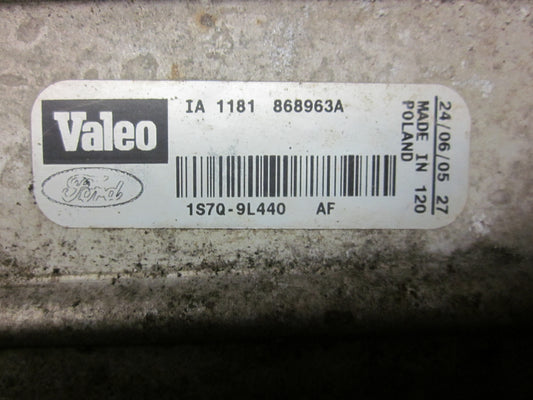 Valeo
Ford
IA 1181 868963A
1S7Q-9L440 AF
24/06/05 27
MADE IN 120
POLAND